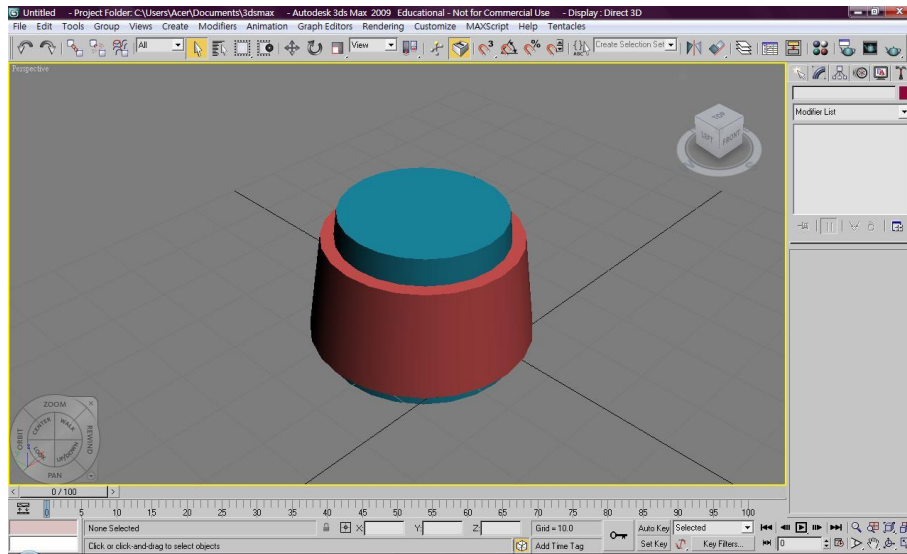 Untitled - Project Folder: C:\Users\Acer\Documents\3dsmax - Autodesk 3ds Max 2009 Educational - Not for Commercial Use - Display : Direct 3D
File Edit Tools Group Views Create Modifiers Animation Graph Editors Rendering Customize MAXScript Help Tentacles
All View Create Selection Set
Perspective
TOP
LEFT FRONT
Modifier List
ZOOM
CENTER WALK
ORBIT REWIND
LOOK UP/DOWN
PAN
0 / 100
0 5 10 15 20 25 30 35 40 45 50 55 60 65 70 75 80 85 90 95 100
None Selected X: Y: Z: Grid = 10.0 Auto Key Selected
Click or click-and-drag to select objects Add Time Tag Set Key Key Filters... 0